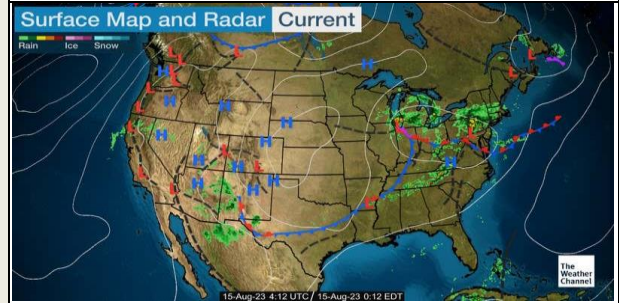 Surface Map and Radar Current
Rain Ice Snow
L
L
H
L
L
H
L
H
L
H
L
H
H
L
H
H
L
H
H
H
L
L
L
L
L
H
L
L
L
The
Weather
Channel
15-Aug-23 4:12 UTC / 15-Aug-23 0:12 EDT